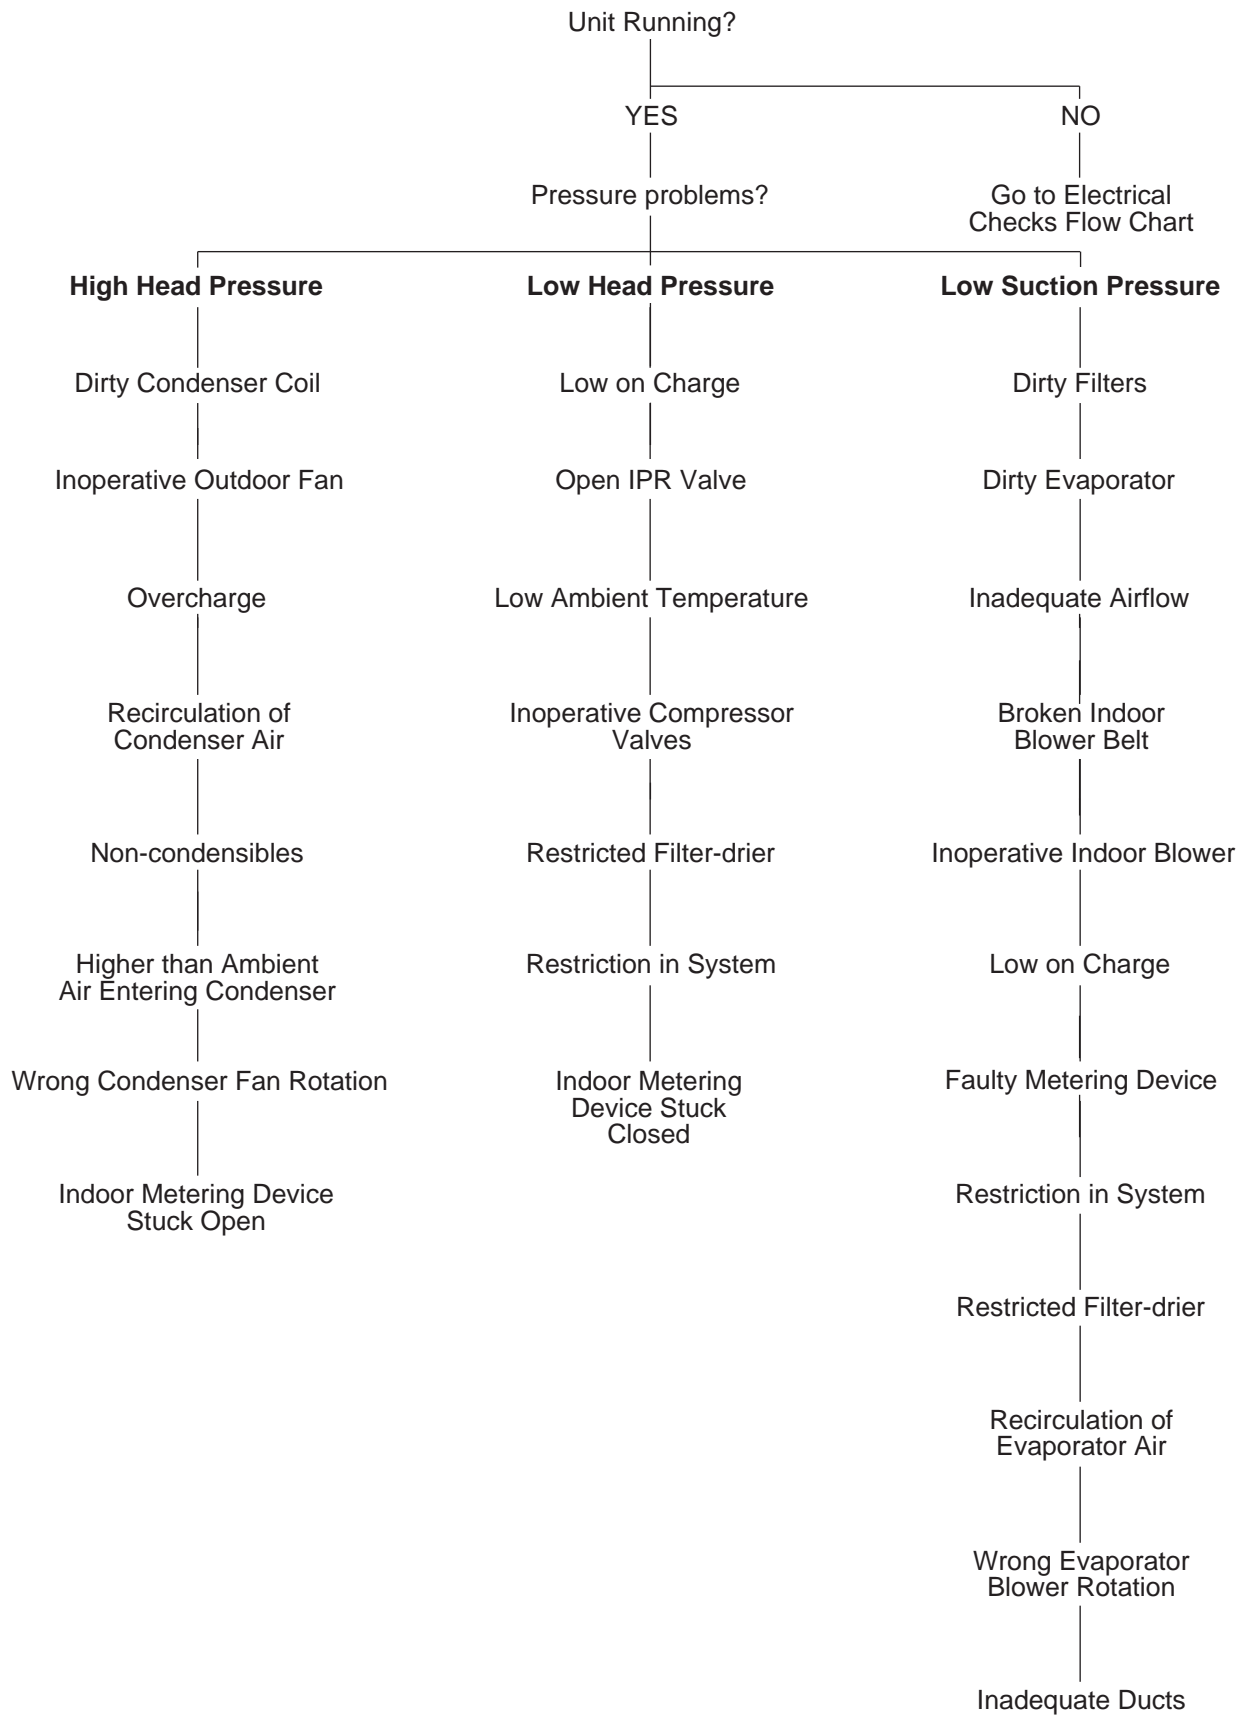 Unit Running?
YES
NO
Pressure problems?
Go to Electrical
Checks Flow Chart
High Head Pressure
Low Head Pressure
Low Suction Pressure
Dirty Condenser Coil
Low on Charge
Dirty Filters
Inoperative Outdoor Fan
Open IPR Valve
Dirty Evaporator
Overcharge
Low Ambient Temperature
Inadequate Airflow
Recirculation of
Condenser Air
Inoperative Compressor
Valves
Broken Indoor
Blower Belt
Non-condensibles
Restricted Filter-drier
Inoperative Indoor Blower
Higher than Ambient
Air Entering Condenser
Restriction in System
Low on Charge
Wrong Condenser Fan Rotation
Indoor Metering
Device Stuck
Closed
Faulty Metering Device
Indoor Metering Device
Stuck Open
Restriction in System
Restricted Filter-drier
Recirculation of
Evaporator Air
Wrong Evaporator
Blower Rotation
Inadequate Ducts